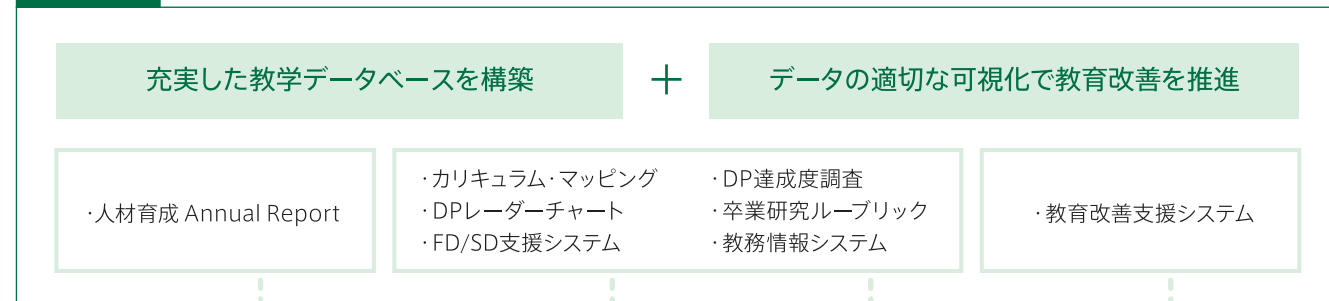 充実した教学データベースを構築
+
データの適切な可視化で教育改善を推進
·人材育成 Annual Report
·カリキュラム·マッピング
·DPレーダーチャート
·FD/SD支援システム
·DP達成度調査
·卒業研究ルーブリック
·教務情報システム
·教育改善支援システム